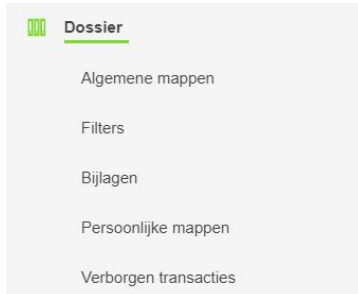 Dossier
Algemene mappen
Filters
Bijlagen
Persoonlijke mappen
Verborgen transacties